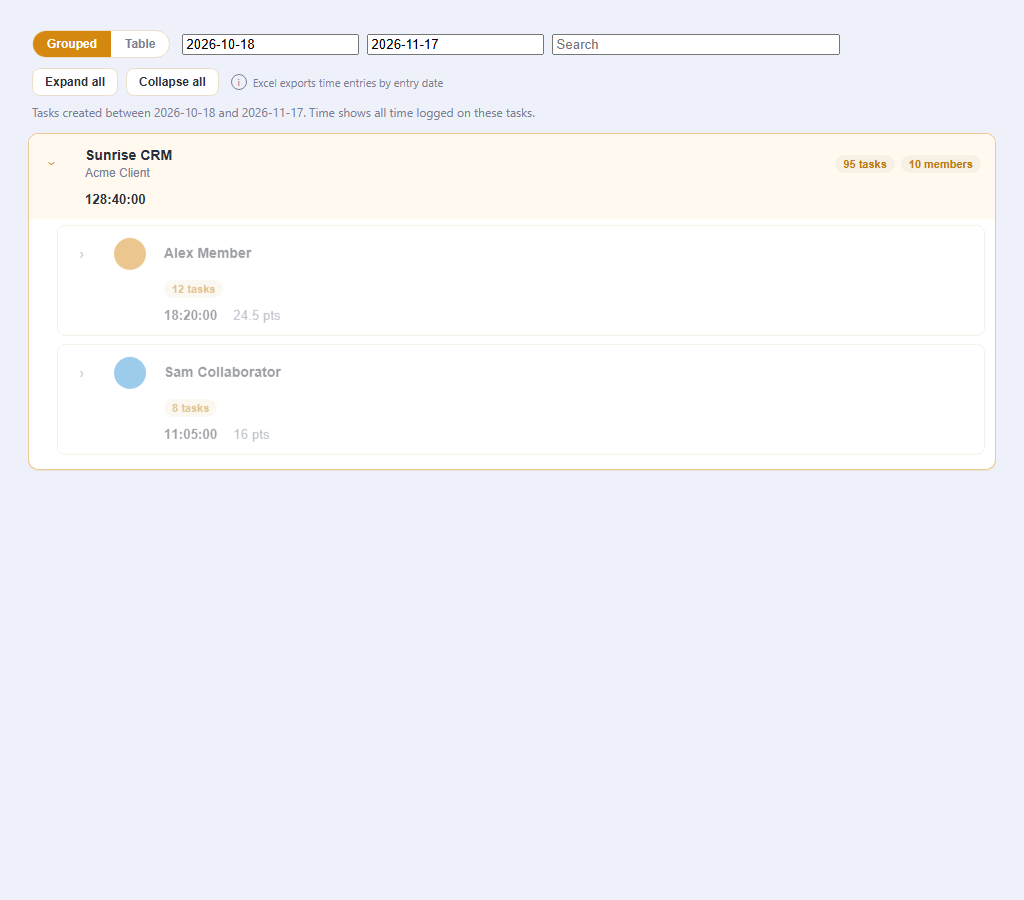 Grouped Table 2026-10-18 2026-11-17 Search
Expand all Collapse all Excel exports time entries by entry date
Tasks created between 2026-10-18 and 2026-11-17. Time shows all time logged on these tasks.
Sunrise CRM
Acme Client
95 tasks 10 members
128:40:00
Alex Member
12 tasks
18:20:00 24.5 pts
Sam Collaborator
8 tasks
11:05:00 16 pts